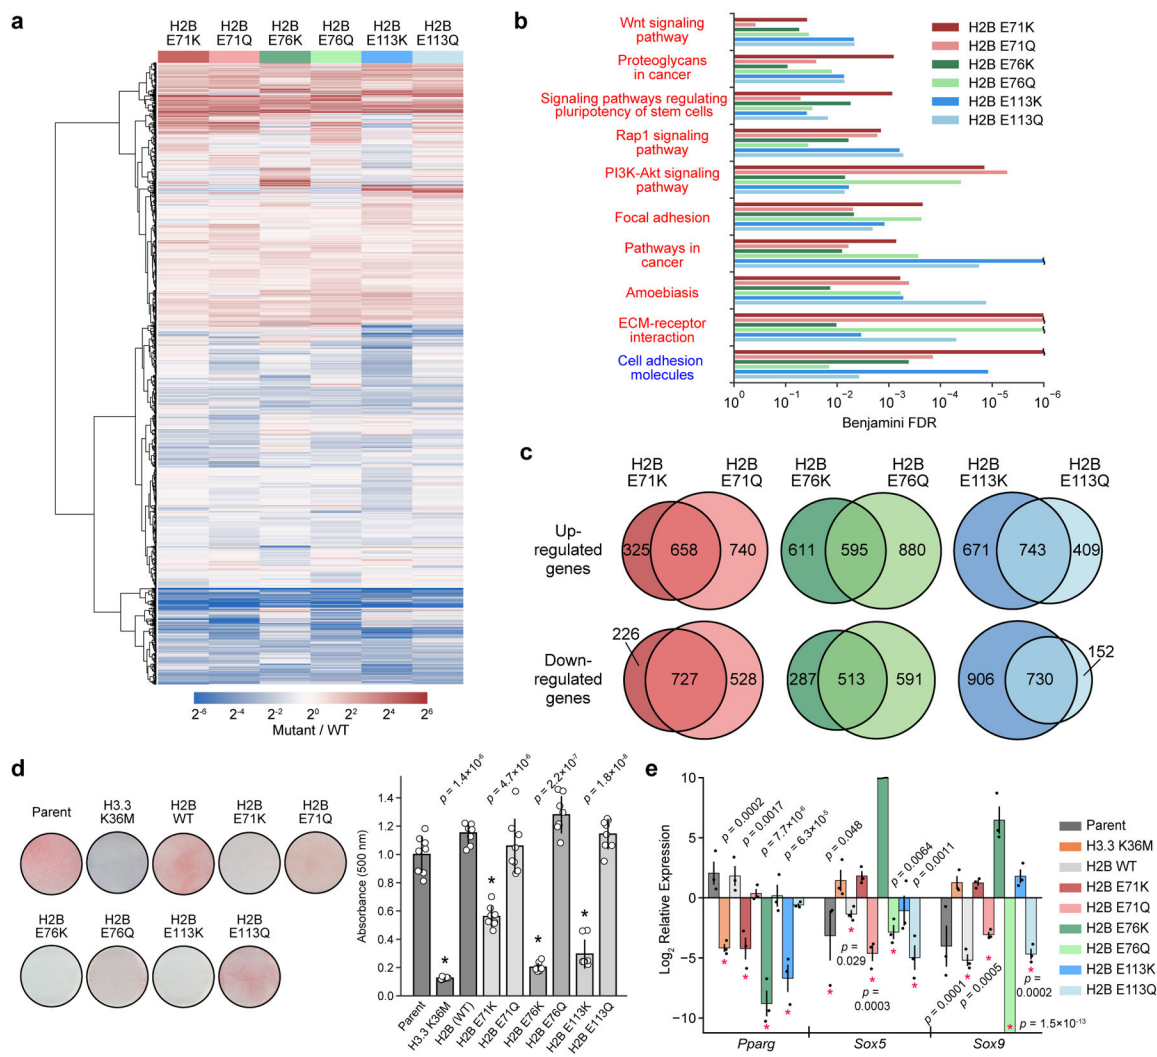 a
H2B E71K
H2B E71Q
H2B E76K
H2B E76Q
H2B E113K
H2B E113Q
2-6 2-4 2-2 20 22 24 26
Mutant / WT
b
Wnt signaling
pathway
Proteoglycans
in cancer
Signaling pathways regulating
pluripotency of stem cells
Rap1 signaling
pathway
PI3K-Akt signaling
pathway
Focal adhesion
Pathways in
cancer
Amoebiasis
ECM-receptor
interaction
Cell adhesion
molecules
100 10-1 10-2 10-3 10-4 10-5 10-6
Benjamini FDR
H2B E71K
H2B E71Q
H2B E76K
H2B E76Q
H2B E113K
H2B E113Q
c
H2B E71K
H2B E71Q
H2B E76K
H2B E76Q
H2B E113K
H2B E113Q
Up-
regulated
genes
325 658 740
611 595 880
671 743 409
Down-
regulated
genes
226 727 528
287 513 591
906 730 152
d
Parent
H3.3 K36M
H2B WT
H2B E71K
H2B E71Q
H2B E76K
H2B E76Q
H2B E113K
H2B E113Q
Absorbance (500 nm)
1.4
1.2
1.0
0.8
0.6
0.4
0.2
0.0
p = 1.4×10-6
p = 4.7×10-6
p = 2.2×10-7
p = 1.8×10-8
*
*
*
*
Parent
H3.3 K36M
H2B (WT)
H2B E71K
H2B E71Q
H2B E76K
H2B E76Q
H2B E113K
H2B E113Q
e
Log2 Relative Expression
10
5
0
−5
−10
p = 0.0002
p = 0.0017
p = 7.7×10-6
p = 6.3×10-5
p = 0.048
p = 0.029
p = 0.0003
p = 0.0064
p = 0.0011
p = 0.0001
p = 0.0005
p = 0.0002
p = 1.5×10-13
*
*
*
*
*
*
*
*
*
*
*
*
*
Pparg
Sox5
Sox9
Parent
H3.3 K36M
H2B WT
H2B E71K
H2B E71Q
H2B E76K
H2B E76Q
H2B E113K
H2B E113Q